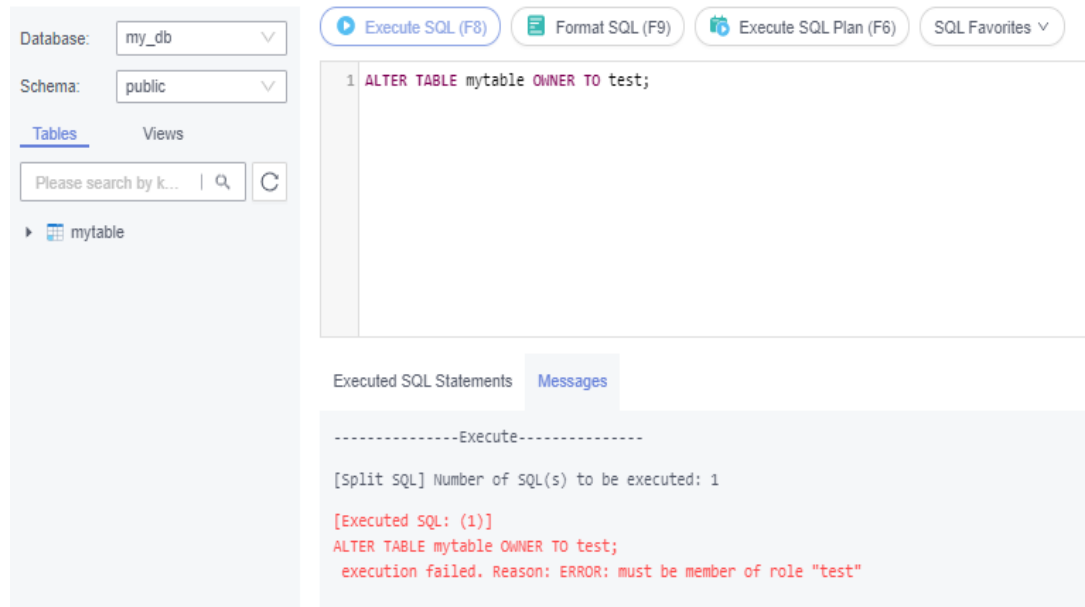 Database: my_db
Schema: public
Tables Views
Please search by k...
mytable
Execute SQL (F8) Format SQL (F9) Execute SQL Plan (F6) SQL Favorites
1 ALTER TABLE mytable OWNER TO test;
Executed SQL Statements Messages
---------------Execute---------------
[Split SQL] Number of SQL(s) to be executed: 1
[Executed SQL: (1)]
ALTER TABLE mytable OWNER TO test;
execution failed. Reason: ERROR: must be member of role "test"